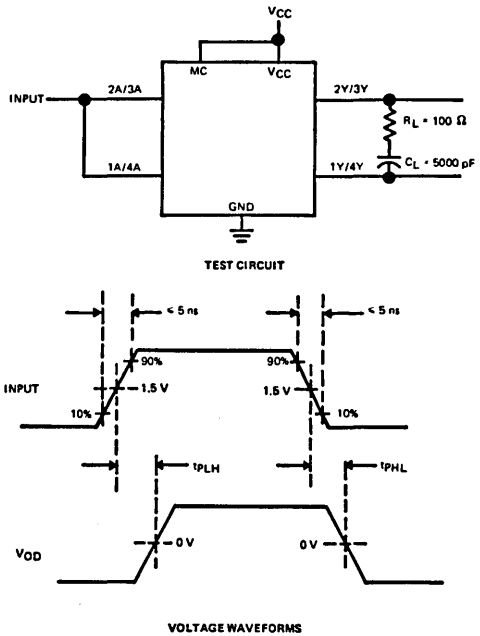 VCC
MC VCC
INPUT 2A/3A 2Y/3Y
RL = 100 Ω
CL = 5000 pF
1A/4A 1Y/4Y
GND
TEST CIRCUIT
< 5 ns < 5 ns
90% 90%
INPUT 1.5 V 1.5 V
10% 10%
tPLH tPHL
VOD 0 V 0 V
VOLTAGE WAVEFORMS